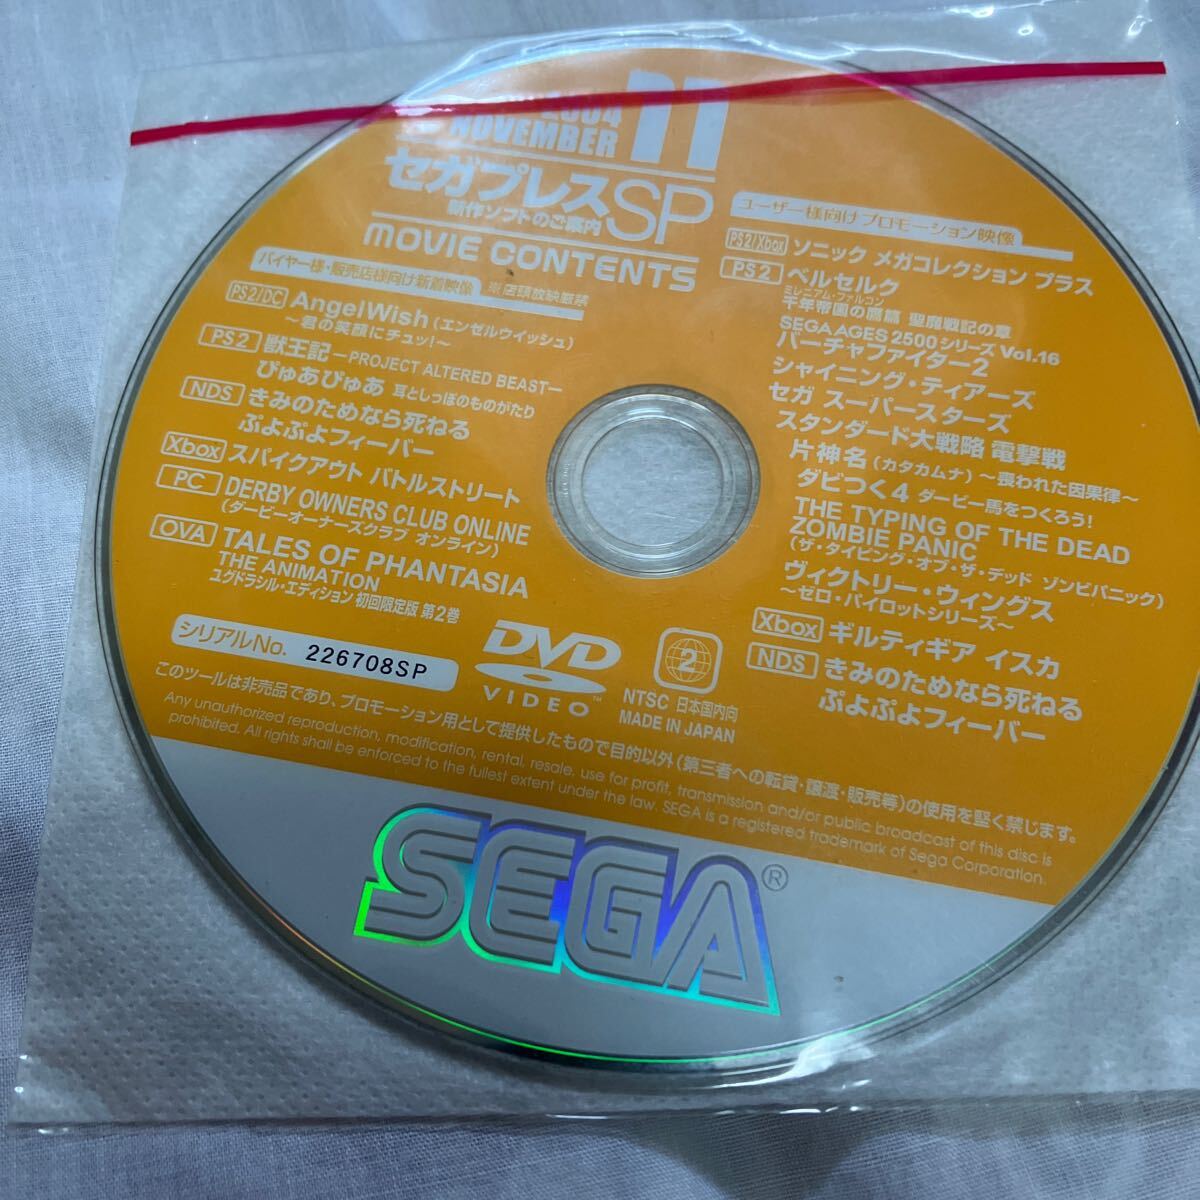 2004
NOVEMBER
11
セガプレスSP
新作ソフトのご案内
MOVIE CONTENTS
バイヤー様・販売店様向け新着映像 ※店頭放映厳禁
PS2/DC AngelWish (エンゼルウイッシュ)
～君の笑顔にチュッ!～
PS2 獣王記 −PROJECT ALTERED BEAST−
ぴゅあぴゅあ 耳としっぽのものがたり
NDS きみのためなら死ねる
ぷよぷよフィーバー
Xbox スパイクアウト バトルストリート
PC DERBY OWNERS CLUB ONLINE
(ダービーオーナーズクラブ オンライン)
OVA TALES OF PHANTASIA
THE ANIMATION
ユグドラシル・エディション 初回限定版 第2巻
ユーザー様向けプロモーション映像
PS2/Xbox ソニック メガコレクション プラス
PS2 ベルセルク
ミレニアム・ファルコン
千年帝国の鷹篇 聖魔戦記の章
SEGA AGES 2500シリーズ Vol.16
バーチャファイター2
シャイニング・ティアーズ
セガ スーパースターズ
スタンダード大戦略 電撃戦
片神名 (カタカムナ) ～喪われた因果律～
ダビつく4 ダービー馬をつくろう!
THE TYPING OF THE DEAD
ZOMBIE PANIC
(ザ・タイピング・オブ・ザ・デッド ゾンビパニック)
ヴィクトリー・ウィングス
～ゼロ・パイロットシリーズ～
Xbox ギルティギア イスカ
NDS きみのためなら死ねる
ぷよぷよフィーバー
シリアルNo. 226708SP
DVD
VIDEO™
2
NTSC 日本国内向
MADE IN JAPAN
このツールは非売品であり、プロモーション用として提供したもので目的以外(第三者への転貸・譲渡・販売等)の使用を堅く禁じます。
Any unauthorized reproduction, modification, rental, resale, use for profit, transmission and/or public broadcast of this disc is
prohibited. All rights shall be enforced to the fullest extent under the law. SEGA is a registered trademark of Sega Corporation.
SEGA®